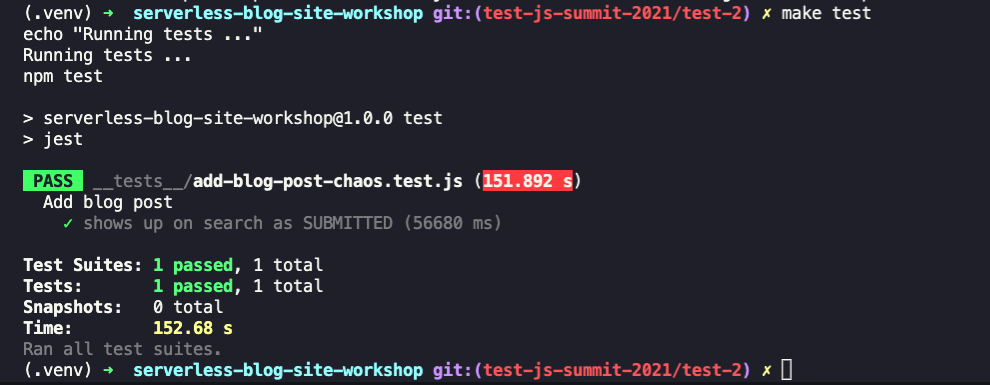 (.venv) ➜  serverless-blog-site-workshop git:(test-js-summit-2021/test-2) ✗ make test
echo "Running tests ..."
Running tests ...
npm test
> serverless-blog-site-workshop@1.0.0 test
> jest
PASS  __tests__/add-blog-post-chaos.test.js (151.892 s)
Add blog post
✓ shows up on search as SUBMITTED (56680 ms)
Test Suites: 1 passed, 1 total
Tests:       1 passed, 1 total
Snapshots:   0 total
Time:        152.68 s
Ran all test suites.
(.venv) ➜  serverless-blog-site-workshop git:(test-js-summit-2021/test-2) ✗